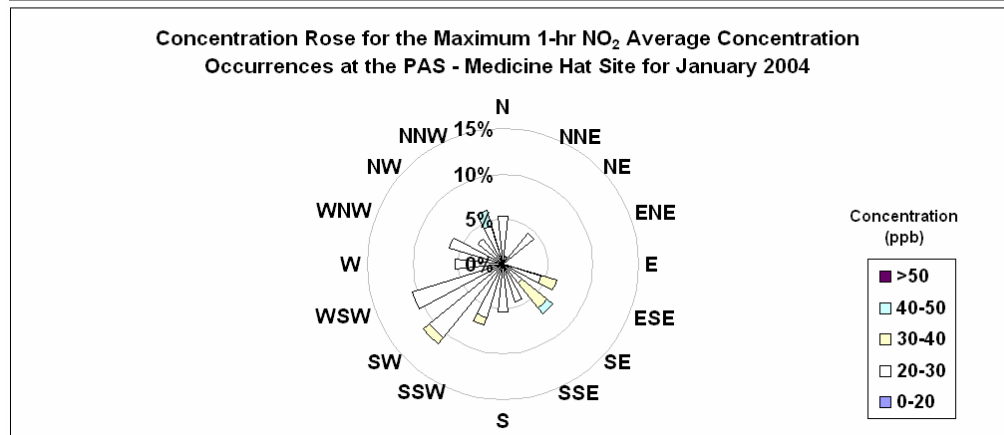 Concentration Rose for the Maximum 1-hr NO₂ Average Concentration
Occurrences at the PAS - Medicine Hat Site for January 2004
N
NNW
15%
NNE
NW
10%
NE
WNW
5%
ENE
W
0%
E
WSW
ESE
SW
SE
SSW
SSE
S
Concentration
(ppb)
>50
40-50
30-40
20-30
0-20